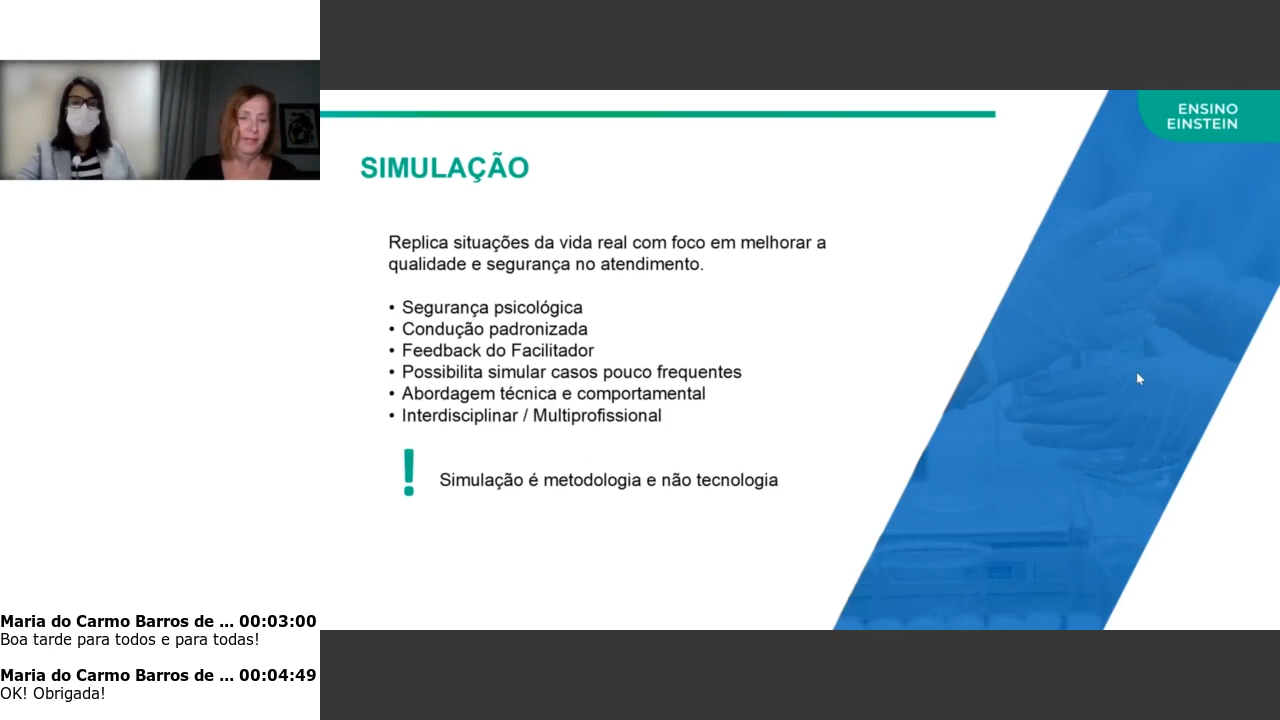 ENSINO
EINSTEIN
SIMULAÇÃO
Replica situações da vida real com foco em melhorar a
qualidade e segurança no atendimento.
• Segurança psicológica
• Condução padronizada
• Feedback do Facilitador
• Possibilita simular casos pouco frequentes
• Abordagem técnica e comportamental
• Interdisciplinar / Multiprofissional
! Simulação é metodologia e não tecnologia
Maria do Carmo Barros de ... 00:03:00
Boa tarde para todos e para todas!
Maria do Carmo Barros de ... 00:04:49
OK! Obrigada!